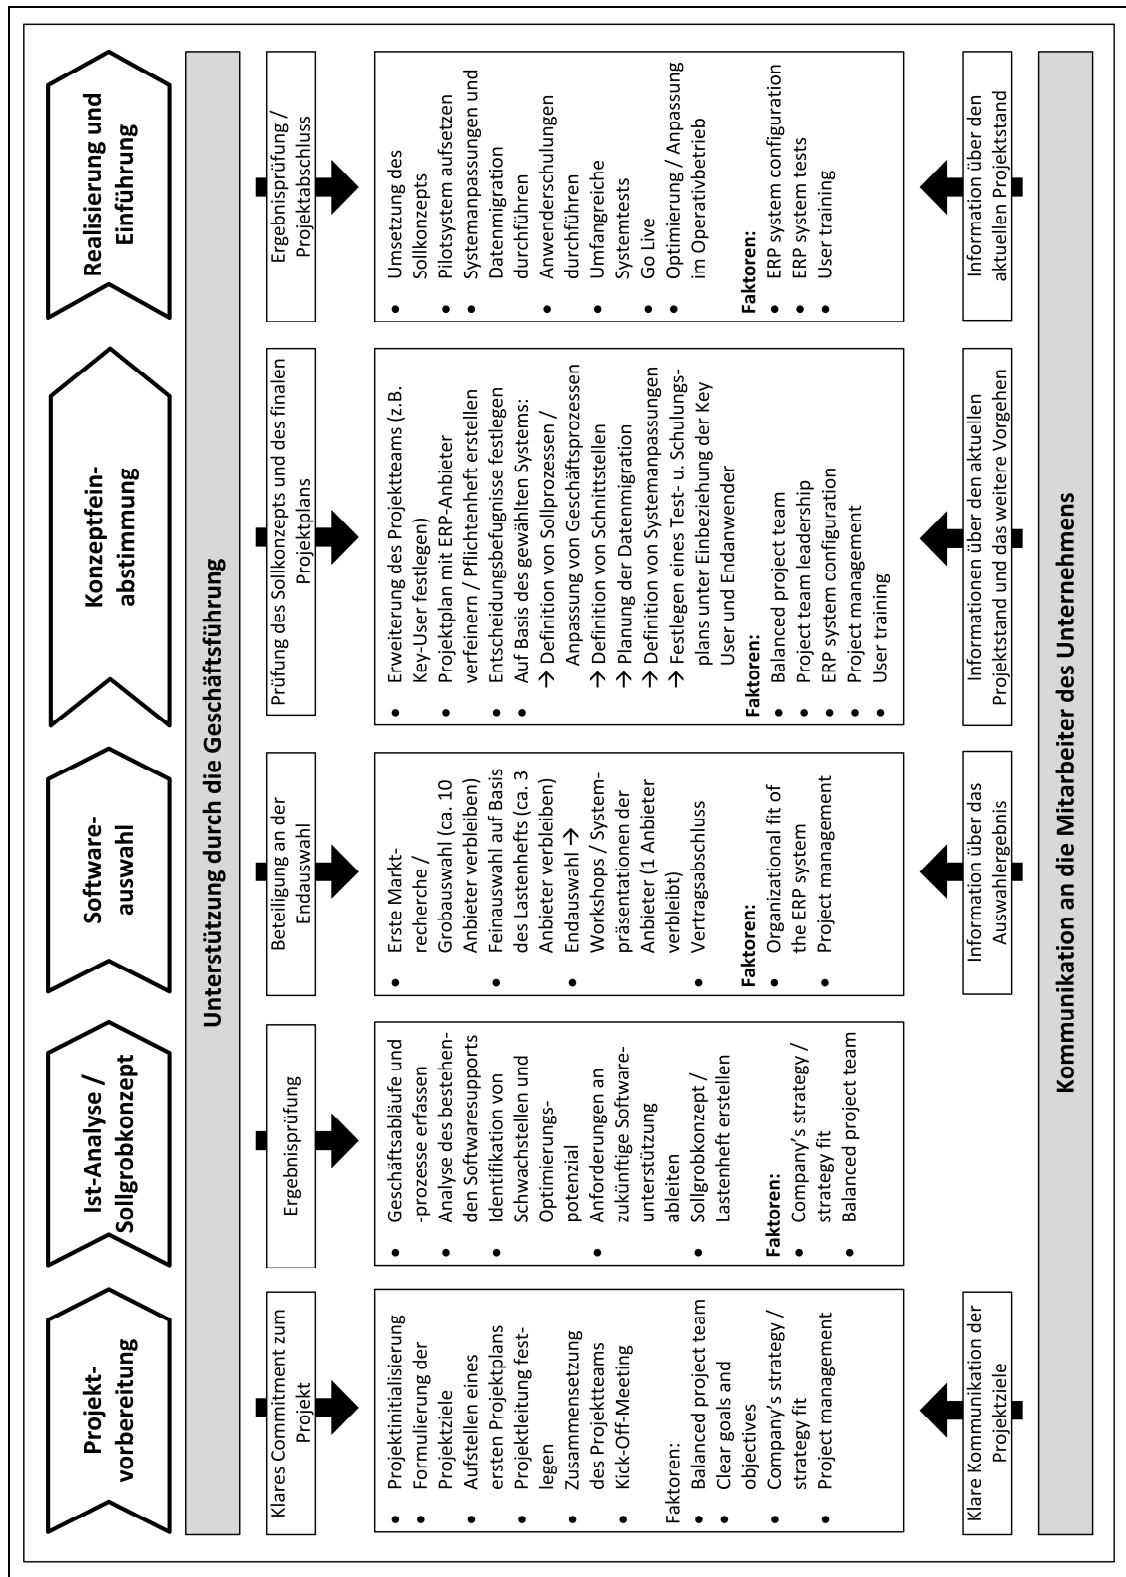 Projekt-
vorbereitung
Ist-Analyse /
Sollgrobkonzept
Software-
auswahl
Konzeptfein-
abstimmung
Realisierung und
Einführung
Unterstützung durch die Geschäftsführung
Klares Commitment zum
Projekt
Ergebnisprüfung
Beteiligung an der
Endauswahl
Prüfung des Sollkonzepts und des finalen
Projektplans
Ergebnisprüfung /
Projektabschluss
• Projektinitialisierung
• Formulierung der
Projektziele
• Aufstellen eines
ersten Projektplans
• Projektleitung fest-
legen
• Zusammensetzung
des Projektteams
• Kick-Off-Meeting
Faktoren:
• Balanced project team
• Clear goals and
objectives
• Company's strategy /
strategy fit
• Project management
• Geschäftsabläufe und
-prozesse erfassen
• Analyse des bestehen-
den Softwaresupports
• Identifikation von
Schwachstellen und
Optimierungs-
potenzial
• Anforderungen an
zukünftige Software-
unterstützung
ableiten
• Sollgrobkonzept /
Lastenheft erstellen
Faktoren:
• Company's strategy /
strategy fit
• Balanced project team
• Erste Markt-
recherche /
Grobauswahl (ca. 10
Anbieter verbleiben)
• Feinauswahl auf Basis
des Lastenhefts (ca. 3
Anbieter verbleiben)
• Endauswahl →
Workshops / System-
präsentationen der
Anbieter (1 Anbieter
verbleibt)
• Vertragsabschluss
Faktoren:
• Organizational fit of
the ERP system
• Project management
• Erweiterung des Projektteams (z.B.
Key-User festlegen)
• Projektplan mit ERP-Anbieter
verfeinern / Pflichtenheft erstellen
• Entscheidungsbefugnisse festlegen
• Auf Basis des gewählten Systems:
→ Definition von Sollprozessen /
Anpassung von Geschäftsprozessen
→ Definition von Schnittstellen
→ Planung der Datenmigration
→ Definition von Systemanpassungen
→ Festlegen eines Test- u. Schulungs-
plans unter Einbeziehung der Key
User und Endanwender
Faktoren:
• Balanced project team
• Project team leadership
• ERP system configuration
• Project management
• User training
• Umsetzung des
Sollkonzepts
• Pilotsystem aufsetzen
• Systemanpassungen und
Datenmigration
durchführen
• Anwenderschulungen
durchführen
• Umfangreiche
Systemtests
• Go Live
• Optimierung / Anpassung
im Operativbetrieb
Faktoren:
• ERP system configuration
• ERP system tests
• User training
Klare Kommunikation der
Projektziele
Information über das
Auswahlergebnis
Informationen über den aktuellen
Projektstand und das weitere Vorgehen
Information über den
aktuellen Projektstand
Kommunikation an die Mitarbeiter des Unternehmens